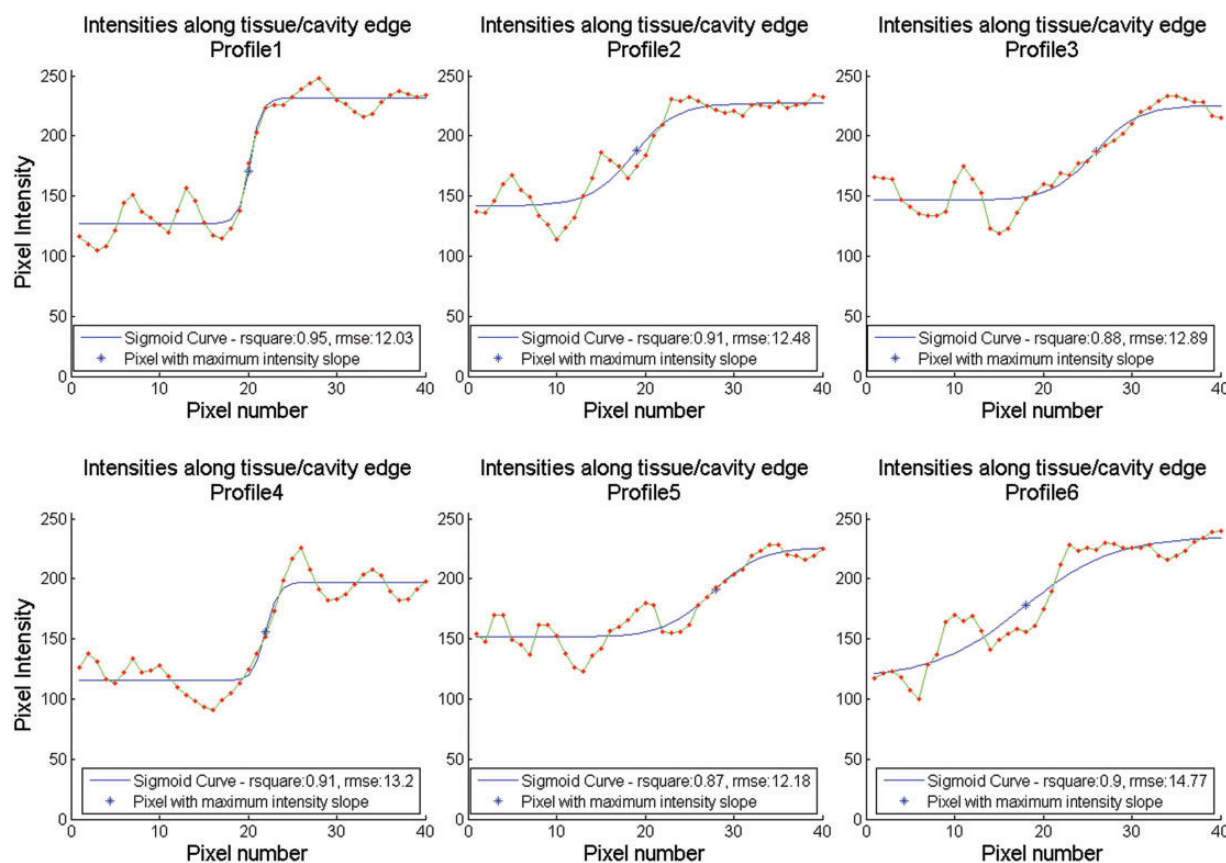 Intensities along tissue/cavity edge
Profile1
Intensities along tissue/cavity edge
Profile2
Intensities along tissue/cavity edge
Profile3
Pixel Intensity
250
200
150
100
50
0
Sigmoid Curve - rsquare:0.95, rmse:12.03
Pixel with maximum intensity slope
0 10 20 30 40
Pixel number
250
200
150
100
50
0
Sigmoid Curve - rsquare:0.91, rmse:12.48
Pixel with maximum intensity slope
0 10 20 30 40
Pixel number
250
200
150
100
50
0
Sigmoid Curve - rsquare:0.88, rmse:12.89
Pixel with maximum intensity slope
0 10 20 30 40
Pixel number
Intensities along tissue/cavity edge
Profile4
Intensities along tissue/cavity edge
Profile5
Intensities along tissue/cavity edge
Profile6
Pixel Intensity
250
200
150
100
50
0
Sigmoid Curve - rsquare:0.91, rmse:13.2
Pixel with maximum intensity slope
0 10 20 30 40
Pixel number
250
200
150
100
50
0
Sigmoid Curve - rsquare:0.87, rmse:12.18
Pixel with maximum intensity slope
0 10 20 30 40
Pixel number
250
200
150
100
50
0
Sigmoid Curve - rsquare:0.9, rmse:14.77
Pixel with maximum intensity slope
0 10 20 30 40
Pixel number